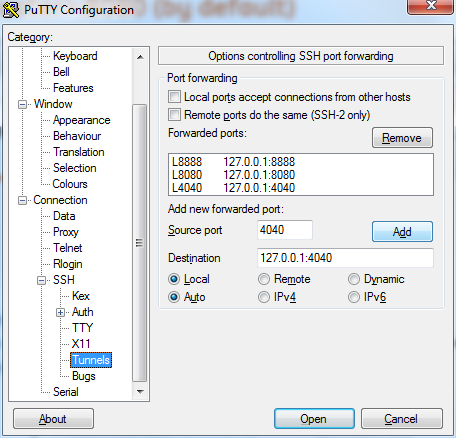 (by default)
PuTTY Configuration
Category:
Keyboard
Bell
Features
Window
Appearance
Behaviour
Translation
Selection
Colours
Connection
Data
Proxy
Telnet
Rlogin
SSH
Kex
Auth
TTY
X11
Tunnels
Bugs
Serial
Options controlling SSH port forwarding
Port forwarding
Local ports accept connections from other hosts
Remote ports do the same (SSH-2 only)
Forwarded ports:
Remove
L8888 127.0.0.1:8888
L8080 127.0.0.1:8080
L4040 127.0.0.1:4040
Add new forwarded port:
Source port 4040 Add
Destination 127.0.0.1:4040
Local Remote Dynamic
Auto IPv4 IPv6
About Open Cancel